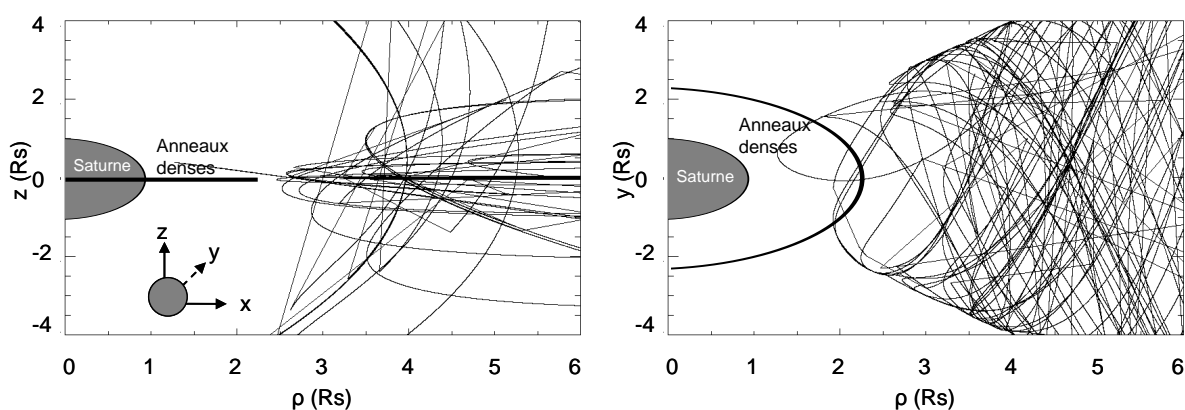 4
2
0
-2
-4
z (Rs)
Saturne
Anneaux
denses
z
y
x
0 1 2 3 4 5 6
ρ (Rs)
4
2
0
-2
-4
y (Rs)
Saturne
Anneaux
denses
0 1 2 3 4 5 6
ρ (Rs)